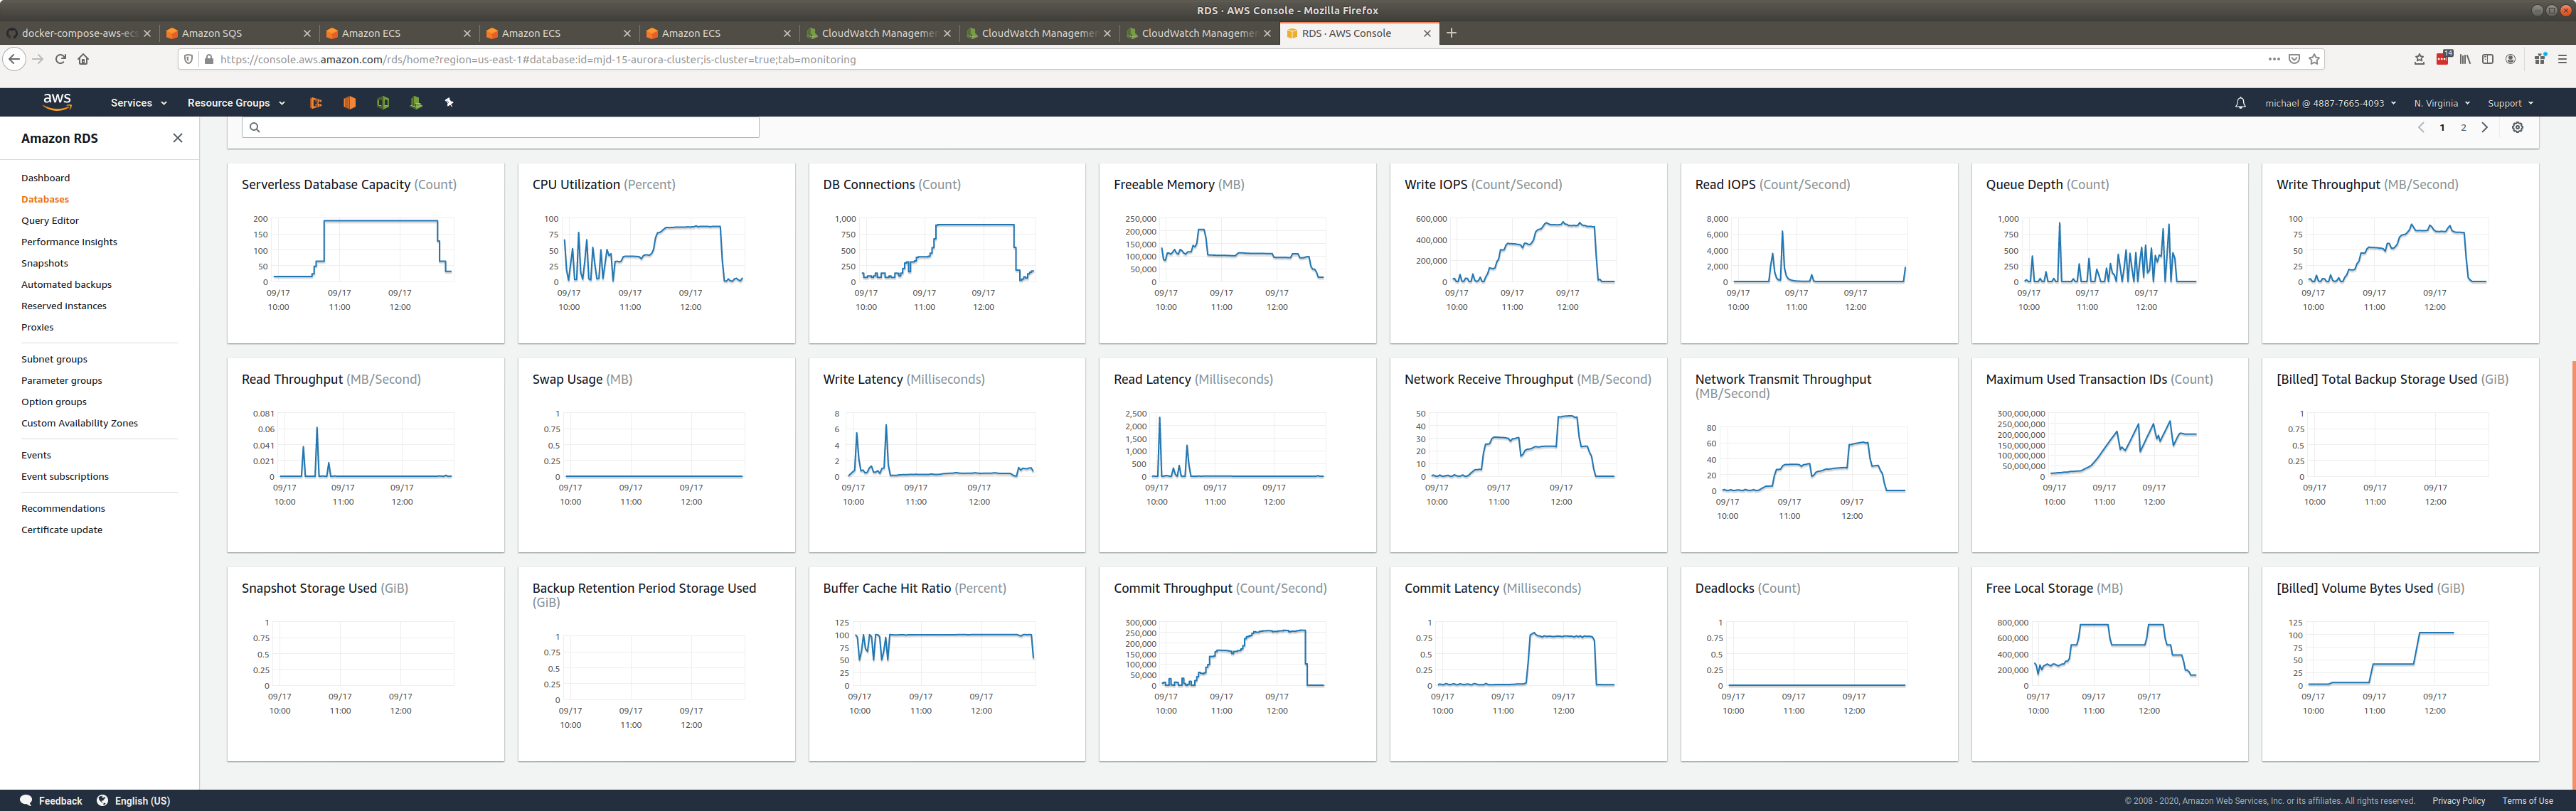 RDS · AWS Console - Mozilla Firefox
docker-compose-aws-ecs
Amazon SQS
Amazon ECS
Amazon ECS
Amazon ECS
CloudWatch Managemen
CloudWatch Managemen
CloudWatch Managemen
RDS · AWS Console
https://console.aws.amazon.com/rds/home?region=us-east-1#database:id=mjd-15-aurora-cluster;is-cluster=true;tab=monitoring
14
aws
Services
Resource Groups
michael @ 4887-7665-4093
N. Virginia
Support
Amazon RDS
Dashboard
Databases
Query Editor
Performance Insights
Snapshots
Automated backups
Reserved instances
Proxies
Subnet groups
Parameter groups
Option groups
Custom Availability Zones
Events
Event subscriptions
Recommendations
Certificate update
1 2
Serverless Database Capacity (Count)
200
150
100
50
0
09/17 09/17 09/17
10:00 11:00 12:00
CPU Utilization (Percent)
100
75
50
25
0
09/17 09/17 09/17
10:00 11:00 12:00
DB Connections (Count)
1,000
750
500
250
0
09/17 09/17 09/17
10:00 11:00 12:00
Freeable Memory (MB)
250,000
200,000
150,000
100,000
50,000
0
09/17 09/17 09/17
10:00 11:00 12:00
Write IOPS (Count/Second)
600,000
400,000
200,000
0
09/17 09/17 09/17
10:00 11:00 12:00
Read IOPS (Count/Second)
8,000
6,000
4,000
2,000
0
09/17 09/17 09/17
10:00 11:00 12:00
Queue Depth (Count)
1,000
750
500
250
0
09/17 09/17 09/17
10:00 11:00 12:00
Write Throughput (MB/Second)
100
75
50
25
0
09/17 09/17 09/17
10:00 11:00 12:00
Read Throughput (MB/Second)
0.081
0.06
0.041
0.021
0
09/17 09/17 09/17
10:00 11:00 12:00
Swap Usage (MB)
1
0.75
0.5
0.25
0
09/17 09/17 09/17
10:00 11:00 12:00
Write Latency (Milliseconds)
8
6
4
2
0
09/17 09/17 09/17
10:00 11:00 12:00
Read Latency (Milliseconds)
2,500
2,000
1,500
1,000
500
0
09/17 09/17 09/17
10:00 11:00 12:00
Network Receive Throughput (MB/Second)
50
40
30
20
10
0
09/17 09/17 09/17
10:00 11:00 12:00
Network Transmit Throughput
(MB/Second)
80
60
40
20
0
09/17 09/17 09/17
10:00 11:00 12:00
Maximum Used Transaction IDs (Count)
300,000,000
250,000,000
200,000,000
150,000,000
100,000,000
50,000,000
0
09/17 09/17 09/17
10:00 11:00 12:00
[Billed] Total Backup Storage Used (GiB)
1
0.75
0.5
0.25
0
09/17 09/17 09/17
10:00 11:00 12:00
Snapshot Storage Used (GiB)
1
0.75
0.5
0.25
0
09/17 09/17 09/17
10:00 11:00 12:00
Backup Retention Period Storage Used
(GiB)
1
0.75
0.5
0.25
0
09/17 09/17 09/17
10:00 11:00 12:00
Buffer Cache Hit Ratio (Percent)
125
100
75
50
25
0
09/17 09/17 09/17
10:00 11:00 12:00
Commit Throughput (Count/Second)
300,000
250,000
200,000
150,000
100,000
50,000
0
09/17 09/17 09/17
10:00 11:00 12:00
Commit Latency (Milliseconds)
1
0.75
0.5
0.25
0
09/17 09/17 09/17
10:00 11:00 12:00
Deadlocks (Count)
1
0.75
0.5
0.25
0
09/17 09/17 09/17
10:00 11:00 12:00
Free Local Storage (MB)
800,000
600,000
400,000
200,000
0
09/17 09/17 09/17
10:00 11:00 12:00
[Billed] Volume Bytes Used (GiB)
125
100
75
50
25
0
09/17 09/17 09/17
10:00 11:00 12:00
Feedback
English (US)
© 2008 - 2020, Amazon Web Services, Inc. or its affiliates. All rights reserved.
Privacy Policy
Terms of Use